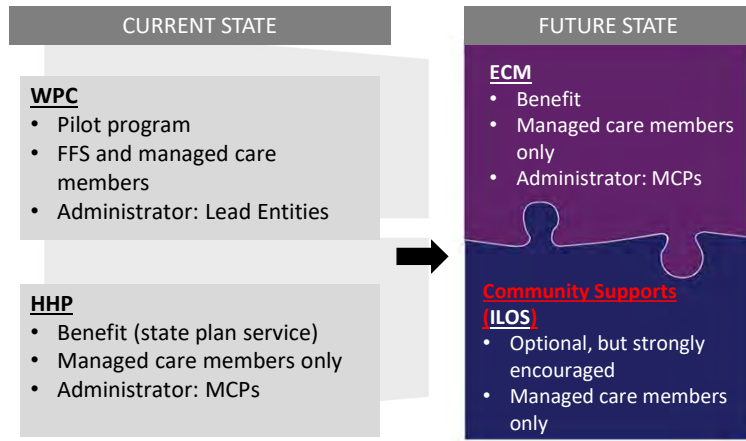 CURRENT STATE
WPC
• Pilot program
• FFS and managed care
members
• Administrator: Lead Entities
HHP
• Benefit (state plan service)
• Managed care members only
• Administrator: MCPs
FUTURE STATE
ECM
• Benefit
• Managed care members
only
• Administrator: MCPs
Community Supports
(ILOS)
• Optional, but strongly
encouraged
• Managed care members
only